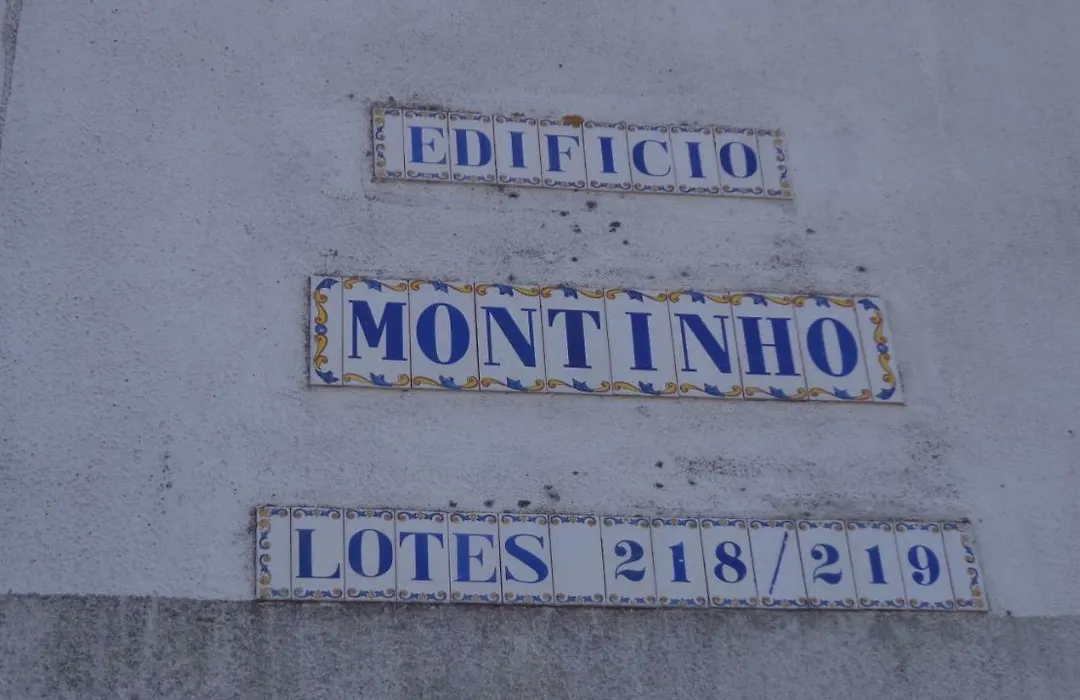 EDIFICIO
MONTINHO
LOTES 218/219